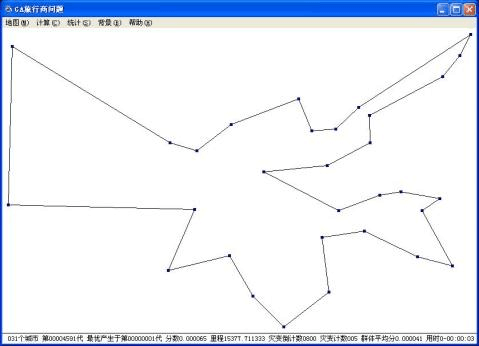 GA旅行商问题
地图(M) 计算(C) 统计(S) 背景(B) 帮助(H)
031个城市 第00004591代 最优产生于第00000001代 分数0.000065 里程15377.711333 灾变倒计数0800 灾变计数005 群体平均分0.000041 用时0-00:00:03